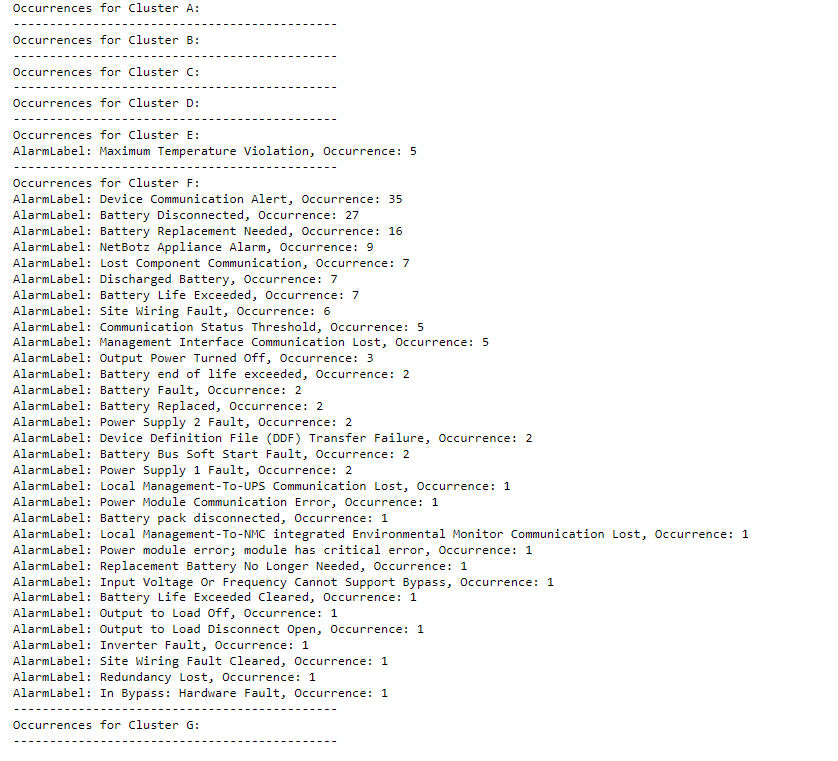 Occurrences for Cluster A:
---------------------------------------------
Occurrences for Cluster B:
---------------------------------------------
Occurrences for Cluster C:
---------------------------------------------
Occurrences for Cluster D:
---------------------------------------------
Occurrences for Cluster E:
AlarmLabel: Maximum Temperature Violation, Occurrence: 5
---------------------------------------------
Occurrences for Cluster F:
AlarmLabel: Device Communication Alert, Occurrence: 35
AlarmLabel: Battery Disconnected, Occurrence: 27
AlarmLabel: Battery Replacement Needed, Occurrence: 16
AlarmLabel: NetBotz Appliance Alarm, Occurrence: 9
AlarmLabel: Lost Component Communication, Occurrence: 7
AlarmLabel: Discharged Battery, Occurrence: 7
AlarmLabel: Battery Life Exceeded, Occurrence: 7
AlarmLabel: Site Wiring Fault, Occurrence: 6
AlarmLabel: Communication Status Threshold, Occurrence: 5
AlarmLabel: Management Interface Communication Lost, Occurrence: 5
AlarmLabel: Output Power Turned Off, Occurrence: 3
AlarmLabel: Battery end of life exceeded, Occurrence: 2
AlarmLabel: Battery Fault, Occurrence: 2
AlarmLabel: Battery Replaced, Occurrence: 2
AlarmLabel: Power Supply 2 Fault, Occurrence: 2
AlarmLabel: Device Definition File (DDF) Transfer Failure, Occurrence: 2
AlarmLabel: Battery Bus Soft Start Fault, Occurrence: 2
AlarmLabel: Power Supply 1 Fault, Occurrence: 2
AlarmLabel: Local Management-To-UPS Communication Lost, Occurrence: 1
AlarmLabel: Power Module Communication Error, Occurrence: 1
AlarmLabel: Battery pack disconnected, Occurrence: 1
AlarmLabel: Local Management-To-NMC integrated Environmental Monitor Communication Lost, Occurrence: 1
AlarmLabel: Power module error; module has critical error, Occurrence: 1
AlarmLabel: Replacement Battery No Longer Needed, Occurrence: 1
AlarmLabel: Input Voltage Or Frequency Cannot Support Bypass, Occurrence: 1
AlarmLabel: Battery Life Exceeded Cleared, Occurrence: 1
AlarmLabel: Output to Load Off, Occurrence: 1
AlarmLabel: Output to Load Disconnect Open, Occurrence: 1
AlarmLabel: Inverter Fault, Occurrence: 1
AlarmLabel: Site Wiring Fault Cleared, Occurrence: 1
AlarmLabel: Redundancy Lost, Occurrence: 1
AlarmLabel: In Bypass: Hardware Fault, Occurrence: 1
---------------------------------------------
Occurrences for Cluster G:
---------------------------------------------